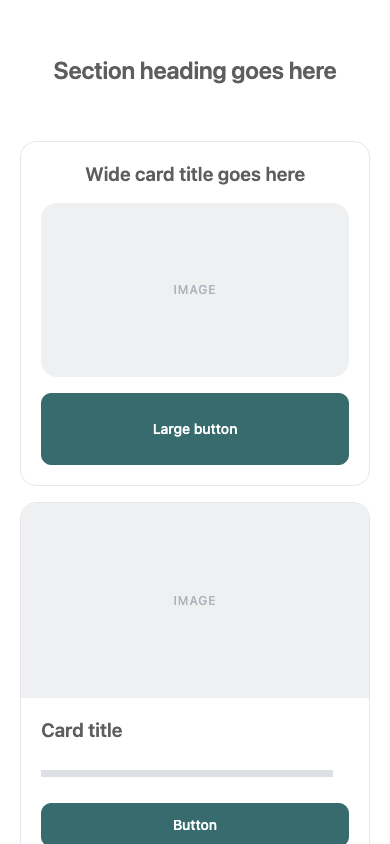 Section heading goes here
Wide card title goes here
IMAGE
Large button
IMAGE
Card title
Button